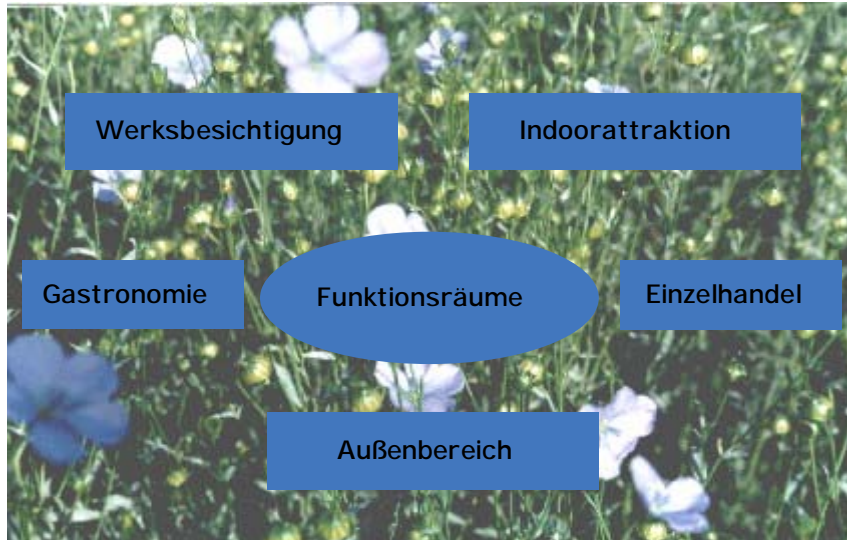 Werksbesichtigung
Indoorattraktion
Gastronomie
Funktionsräume
Einzelhandel
Außenbereich